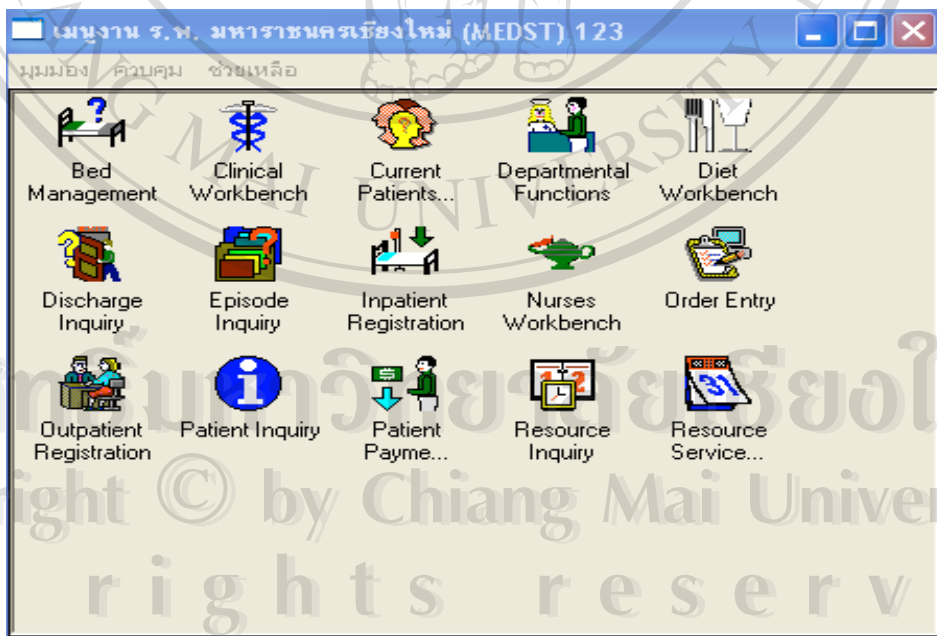 เมนูงาน ร.พ. มหาราชนครเชียงใหม่ (MEDST) 123
มุมมอง ควบคุม ช่วยเหลือ
Bed Management
Clinical Workbench
Current Patients...
Departmental Functions
Diet Workbench
Discharge Inquiry
Episode Inquiry
Inpatient Registration
Nurses Workbench
Order Entry
Outpatient Registration
Patient Inquiry
Patient Payme...
Resource Inquiry
Resource Service...
MAI UNIVERSITY
© by Chiang Mai Univer
rights reserv